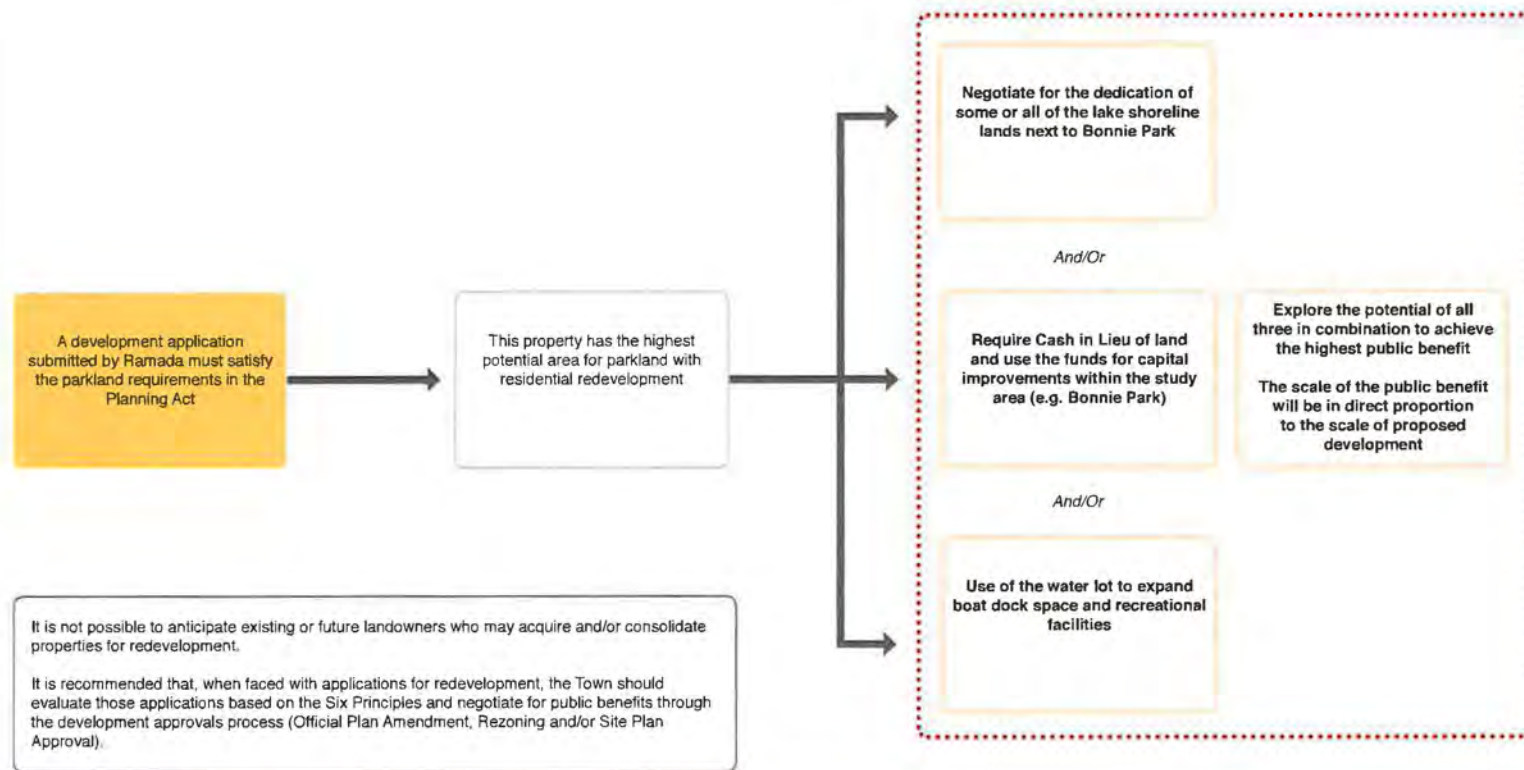 A development application
submitted by Ramada must satisfy
the parkland requirements in the
Planning Act
This property has the highest
potential area for parkland with
residential redevelopment
Negotiate for the dedication of
some or all of the lake shoreline
lands next to Bonnie Park
And/Or
Require Cash in Lieu of land
and use the funds for capital
improvements within the study
area (e.g. Bonnie Park)
And/Or
Use of the water lot to expand
boat dock space and recreational
facilities
Explore the potential of all
three in combination to achieve
the highest public benefit
The scale of the public benefit
will be in direct proportion
to the scale of proposed
development
It is not possible to anticipate existing or future landowners who may acquire and/or consolidate
properties for redevelopment.
It is recommended that, when faced with applications for redevelopment, the Town should
evaluate those applications based on the Six Principles and negotiate for public benefits through
the development approvals process (Official Plan Amendment, Rezoning and/or Site Plan
Approval).